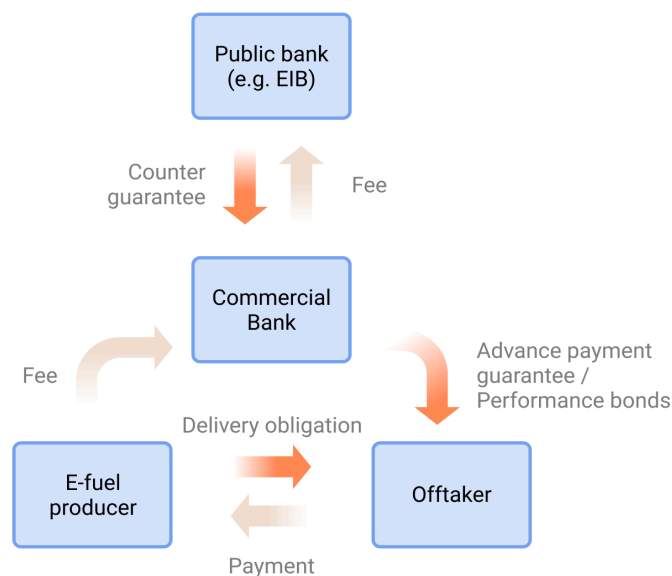 Public bank
(e.g. EIB)
Counter
guarantee
Fee
Commercial
Bank
Fee
Advance payment
guarantee /
Performance bonds
Delivery obligation
E-fuel
producer
Offtaker
Payment